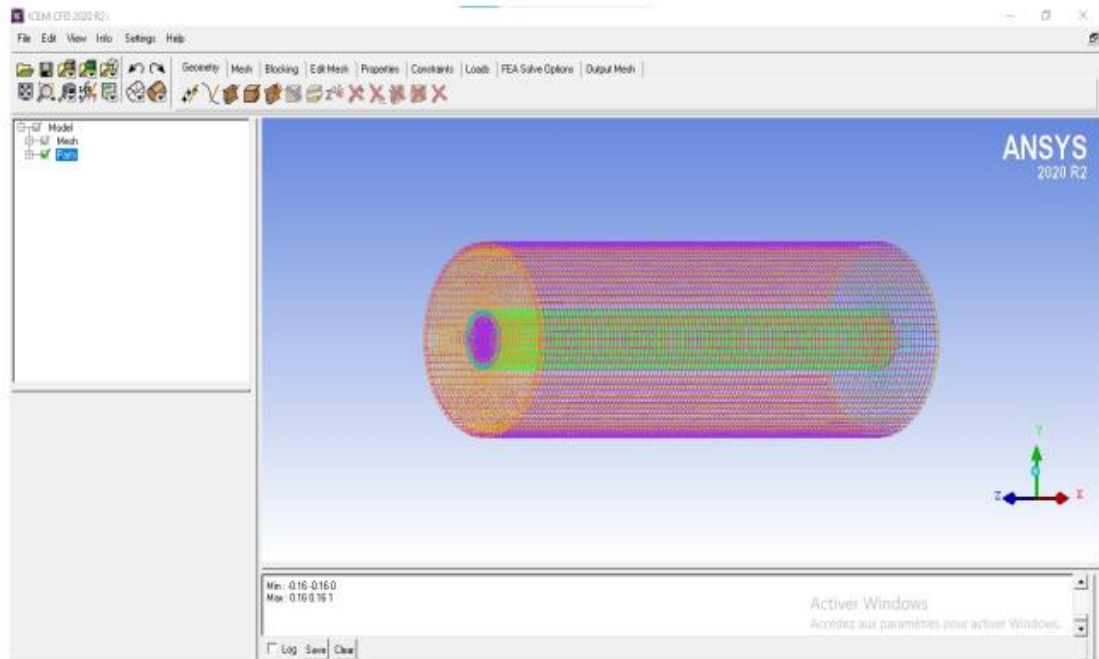 ICEM CFD 2020 R2 :
File Edit View Info Settings Help
Geometry Mesh Blocking Edit Mesh Properties Constraints Loads FEA Solve Options Output Mesh
Model
Mesh
Parts
ANSYS
2020 R2
Y
Z X
Min : -0.16 -0.16 0
Max : 0.16 0.16 1
Activer Windows
Accédez aux paramètres pour activer Windows.
Log Save Clear